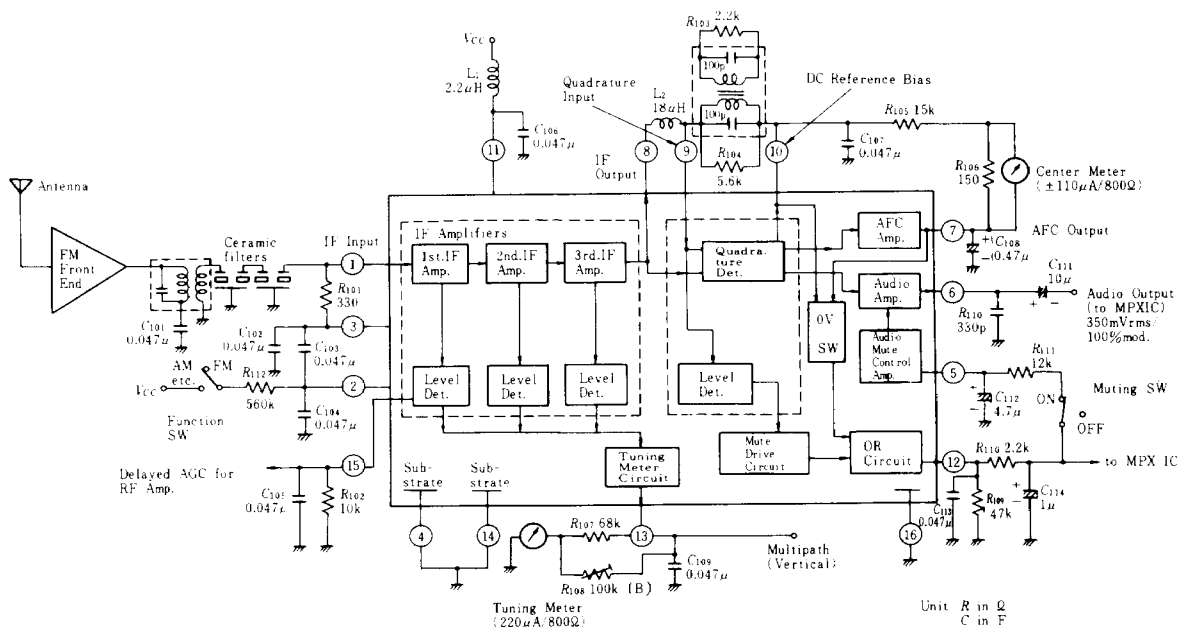 R103
2.2k
Vcc
100p
L1
2.2μH
Quadrature
Input
DC Reference Bias
L2
18μH
100p
R105 15k
C106
0.047μ
C107
0.047μ
11
8
9
10
IF
Output
R104
5.6k
R106
150
Center Meter
(±110μA/800Ω)
Antenna
FM
Front
End
Ceramic
filters
IF Input
IF Amplifiers
1
1st.IF
Amp.
2nd.IF
Amp.
3rd.IF
Amp.
Quadra.
ture
Det.
AFC
Amp.
7
AFC Output
C108
0.47μ
C111
10μ
Audio
Amp.
6
Audio Output
(to MPXIC)
350mVrms/
100%mod.
R110
330p
R101
330
C101
0.047μ
C102
0.047μ
3
C103
0.047μ
0V
SW
Audio
Mute
Control
Amp.
R111
12k
5
Muting SW
AM
etc.
FM
Vcc
R112
560k
2
Level
Det.
Level
Det.
Level
Det.
Level
Det.
C112
4.7μ
ON
OFF
Function
SW
C104
0.047μ
Mute
Drive
Circuit
OR
Circuit
R110 2.2k
12
to MPX IC
Delayed AGC for
RF Amp.
15
Sub-
strate
Sub-
strate
Tuning
Meter
Circuit
C105
0.047μ
R102
10k
C113
0.047μ
R109
47k
C114
1μ
4
14
R107 68k
13
16
Multipath
(Vertical)
C109
0.047μ
R108 100k (B)
Tuning Meter
(220μA/800Ω)
Unit R in Ω
C in F